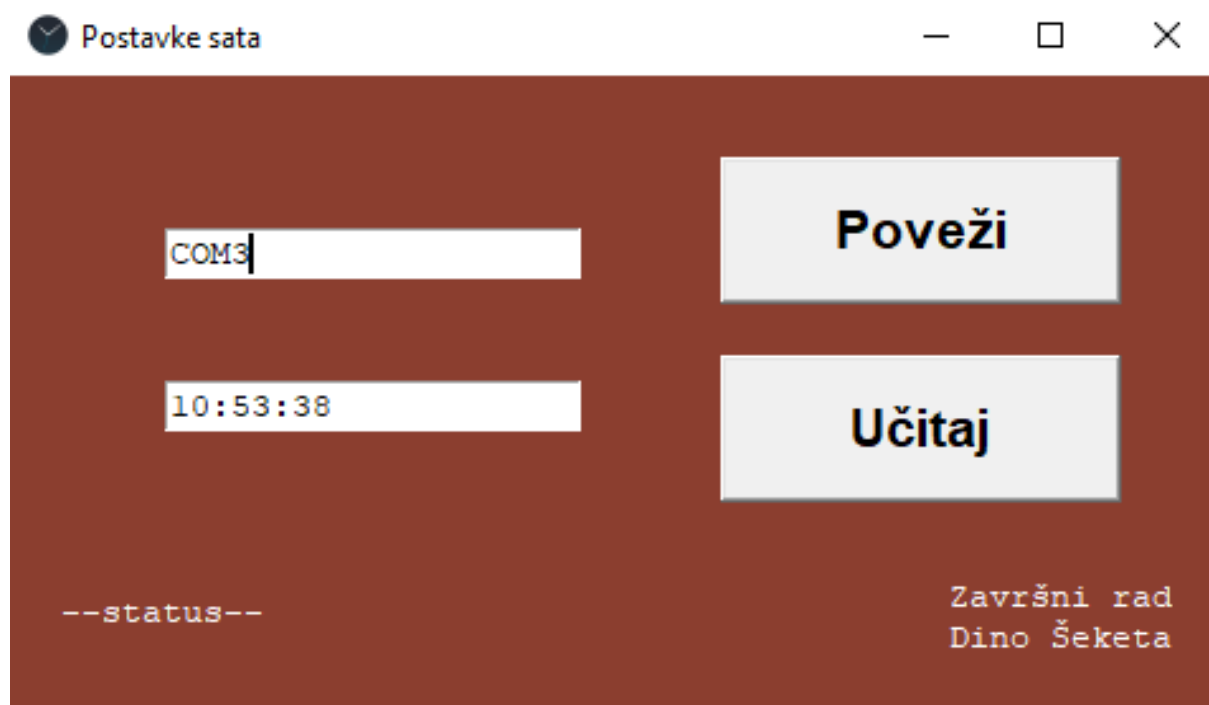 Postavke sata
COM3
Poveži
10:53:38
Učitaj
--status--
Završni rad
Dino Šeketa